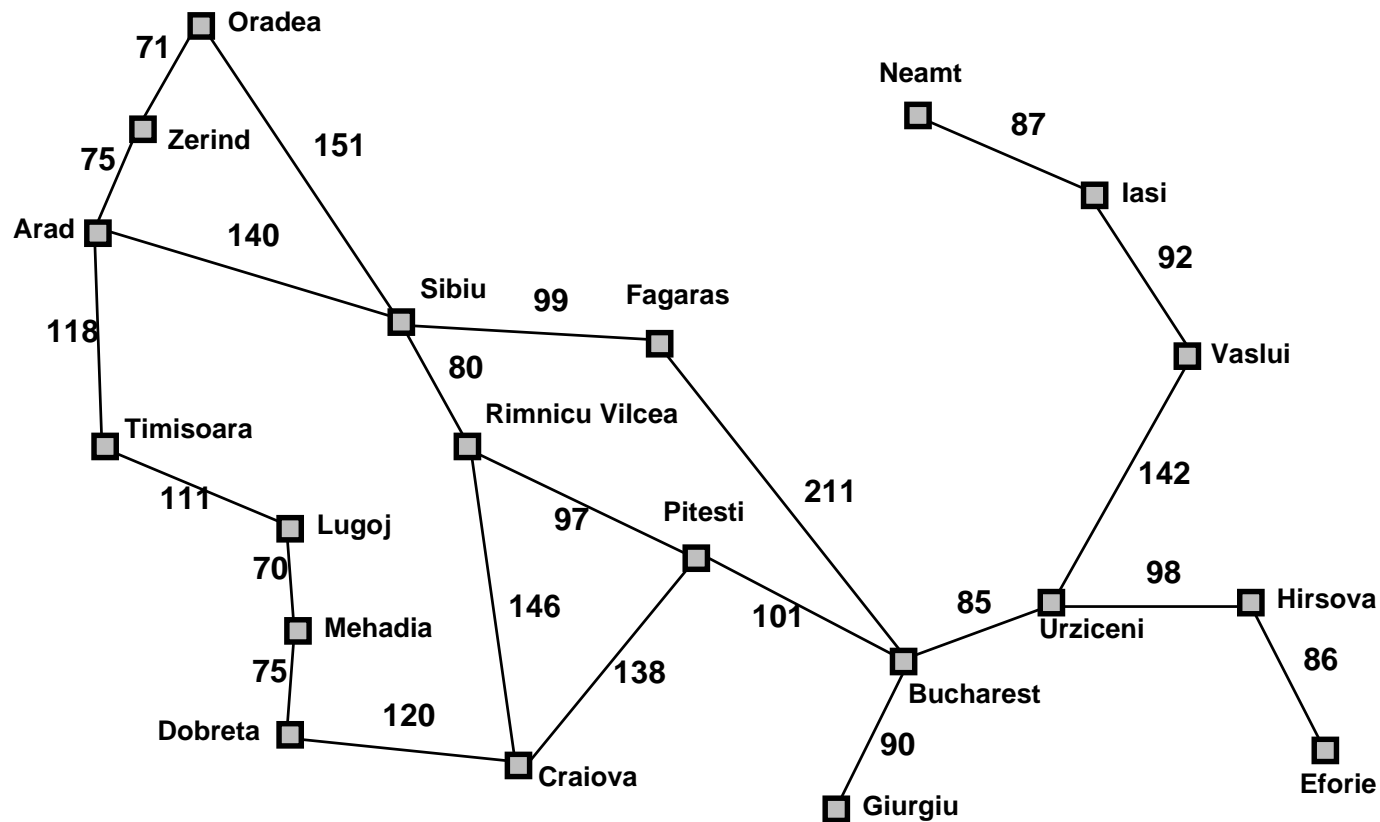 Oradea
71
Neamt
87
Zerind
151
75
Iasi
Arad
140
92
Sibiu
99
Fagaras
118
80
Vaslui
Rimnicu Vilcea
Timisoara
142
211
111
97
Pitesti
Lugoj
70
98
146
101
85
Hirsova
Mehadia
Urziceni
86
75
138
Bucharest
120
Dobreta
90
Craiova
Eforie
Giurgiu